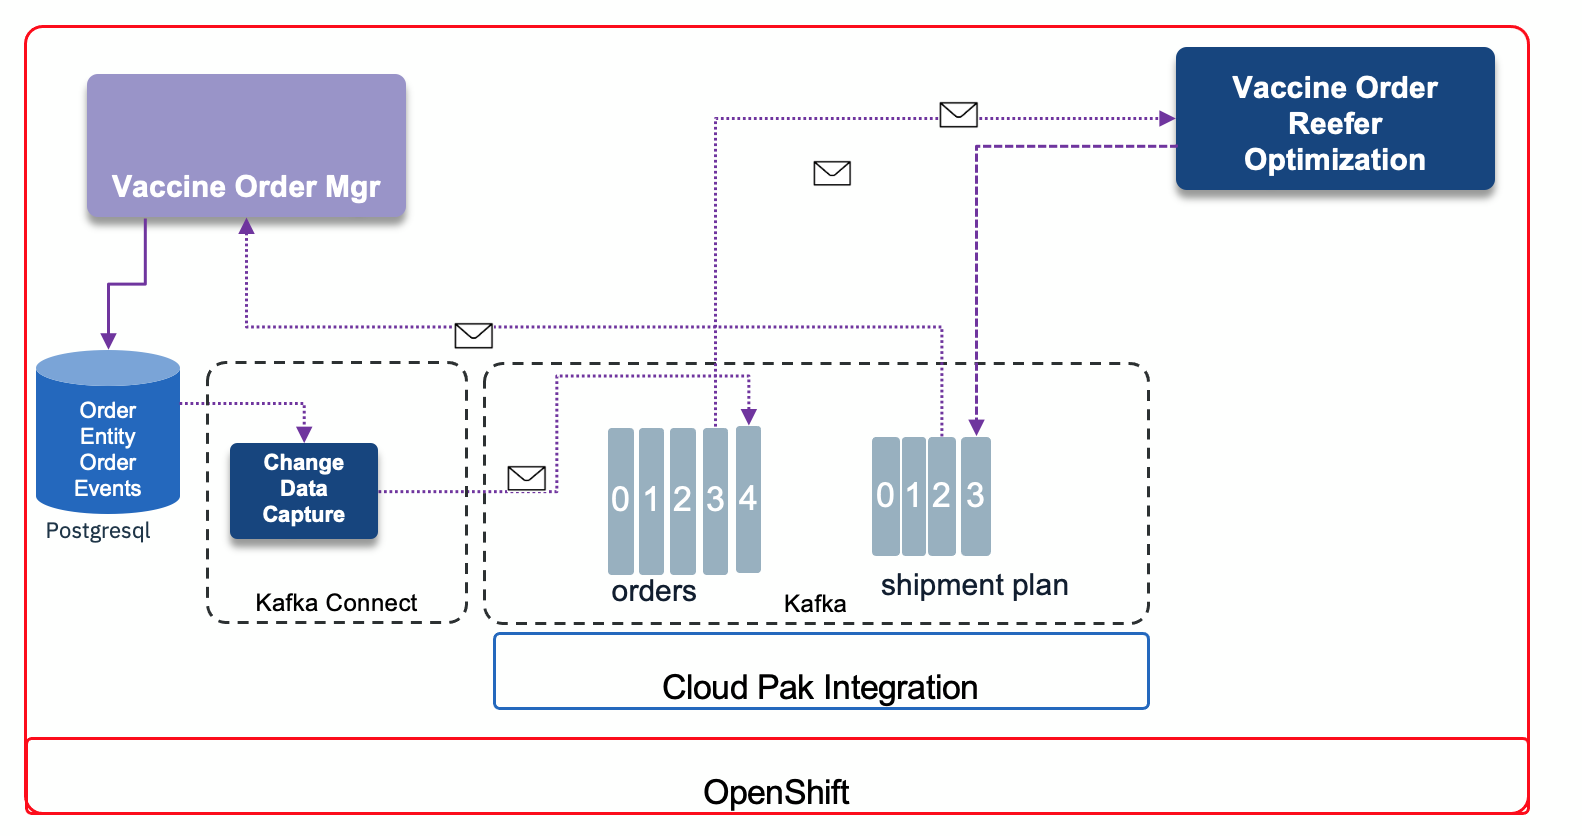 Vaccine Order Mgr
Vaccine Order
Reefer
Optimization
Order
Entity
Order
Events
Postgresql
Change
Data
Capture
Kafka Connect
0 1 2 3 4
orders
0 1 2 3
shipment plan
Kafka
Cloud Pak Integration
OpenShift